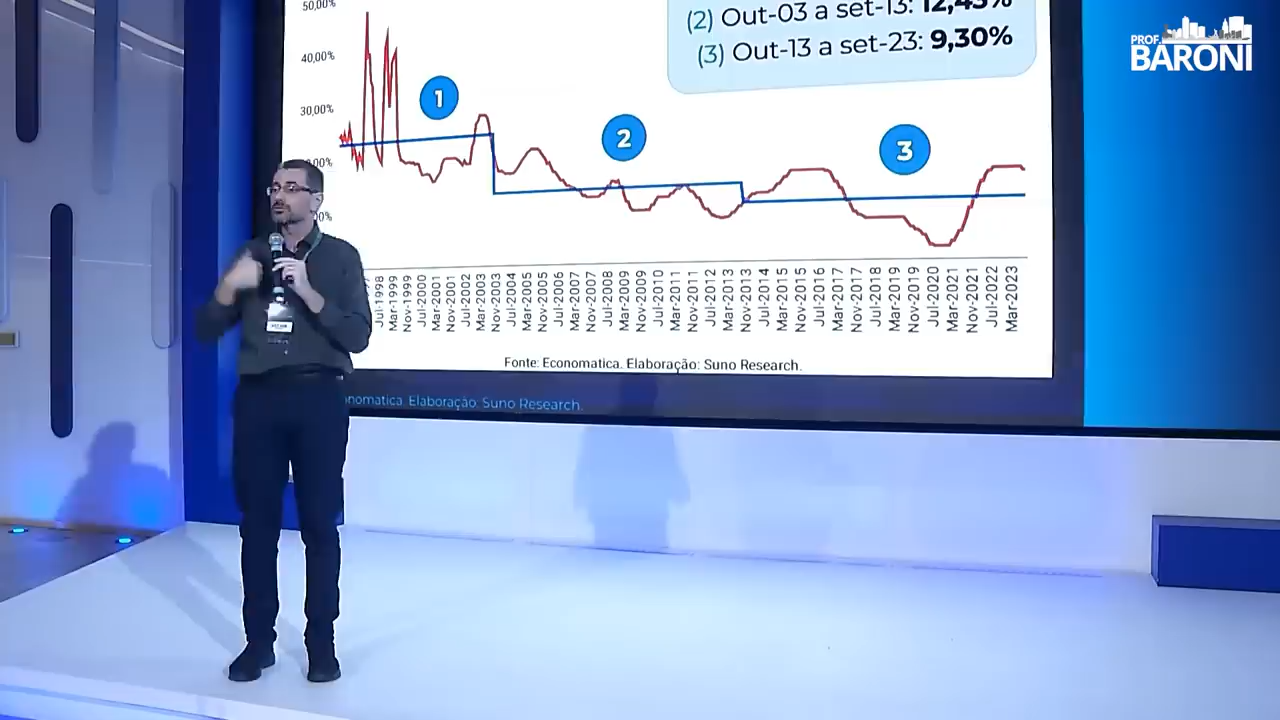 50,00%
40,00%
30,00%
(2) Out-03 a set-13: 12,43%
(3) Out-13 a set-23: 9,30%
PROF.
BARONI
1
2
3
Jul-1998
Mar-1999
Nov-1999
Jul-2000
Mar-2001
Nov-2001
Jul-2002
Mar-2003
Nov-2003
Jul-2004
Mar-2005
Nov-2005
Jul-2006
Mar-2007
Nov-2007
Jul-2008
Mar-2009
Nov-2009
Jul-2010
Mar-2011
Nov-2011
Jul-2012
Mar-2013
Nov-2013
Jul-2014
Mar-2015
Nov-2015
Jul-2016
Mar-2017
Nov-2017
Jul-2018
Mar-2019
Nov-2019
Jul-2020
Mar-2021
Nov-2021
Jul-2022
Mar-2023
Fonte: Economatica. Elaboração: Suno Research.
Elaboração: Suno Research.